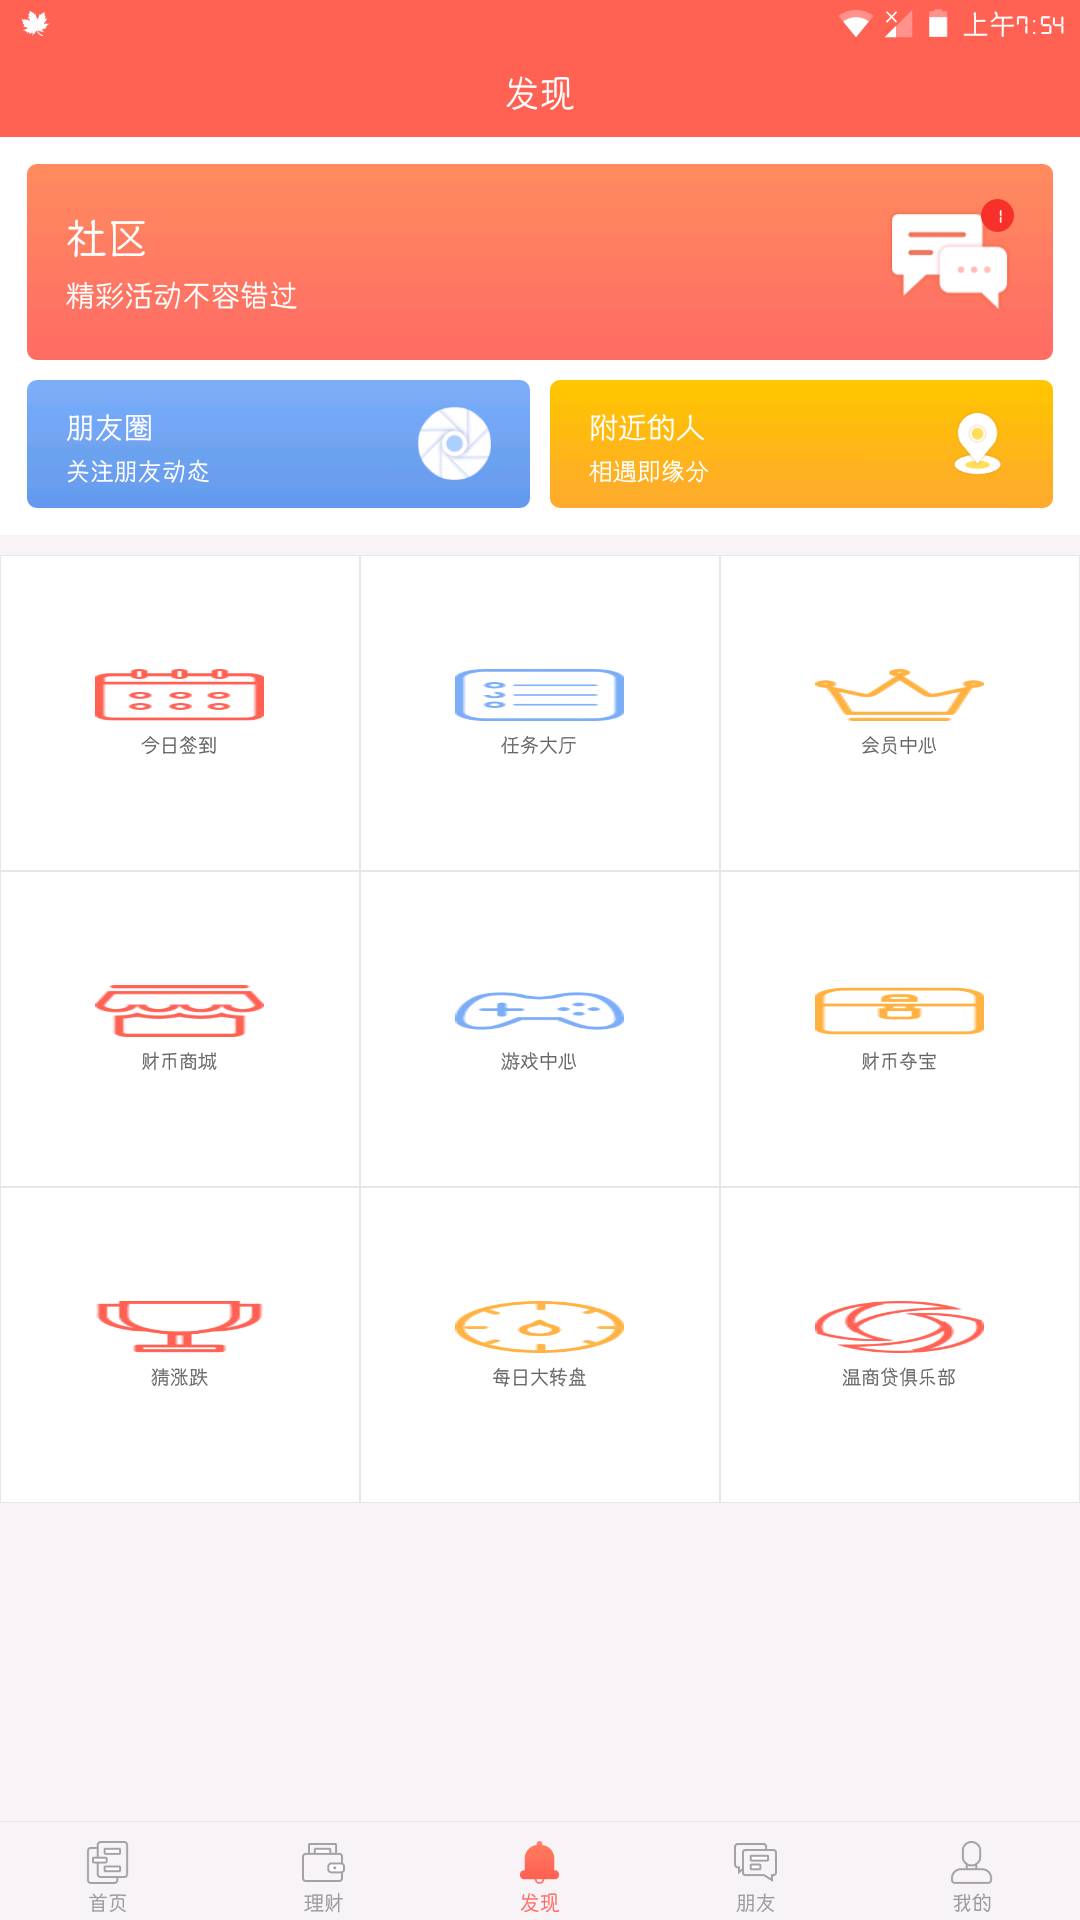 上午7:54
发现
社区
1
精彩活动不容错过
朋友圈
关注朋友动态
附近的人
相遇即缘分
今日签到
任务大厅
会员中心
财币商城
游戏中心
财币夺宝
猜涨跌
每日大转盘
温商贷俱乐部
首页
理财
发现
朋友
我的